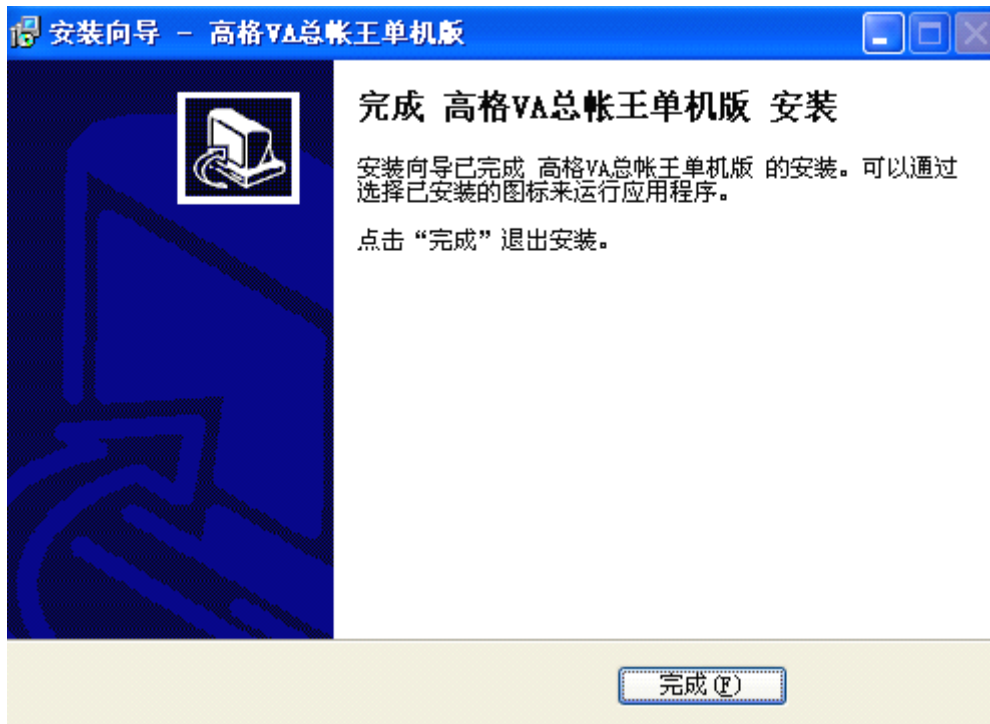 安装向导 - 高格VA总帐王单机版
完成 高格VA总帐王单机版 安装
安装向导已完成 高格VA总帐王单机版 的安装。可以通过
选择已安装的图标来运行应用程序。
点击“完成”退出安装。
完成(F)